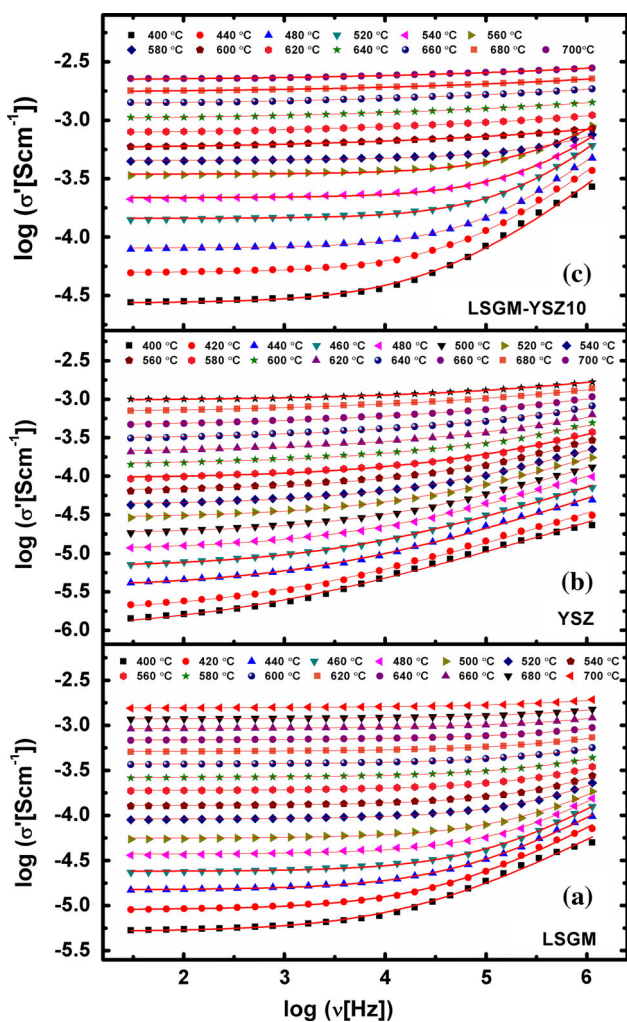 400 °C 440 °C 480 °C 520 °C 540 °C 560 °C
580 °C 600 °C 620 °C 640 °C 660 °C 680 °C 700°C
-2.5
-3.0
-3.5
-4.0
-4.5
log (σ'[Scm⁻¹])
(c)
LSGM-YSZ10
400 °C 420 °C 440 °C 460 °C 480 °C 500 °C 520 °C 540 °C
560 °C 580 °C 600 °C 620 °C 640 °C 660 °C 680 °C 700 °C
-2.5
-3.0
-3.5
-4.0
-4.5
-5.0
-5.5
-6.0
log (σ'[Scm⁻¹])
(b)
YSZ
400 °C 420 °C 440 °C 460 °C 480 °C 500 °C 520 °C 540 °C
560 °C 580 °C 600 °C 620 °C 640 °C 660 °C 680 °C 700 °C
-2.5
-3.0
-3.5
-4.0
-4.5
-5.0
-5.5
log (σ'[Scm⁻¹])
(a)
LSGM
2 3 4 5 6
log (ν[Hz])